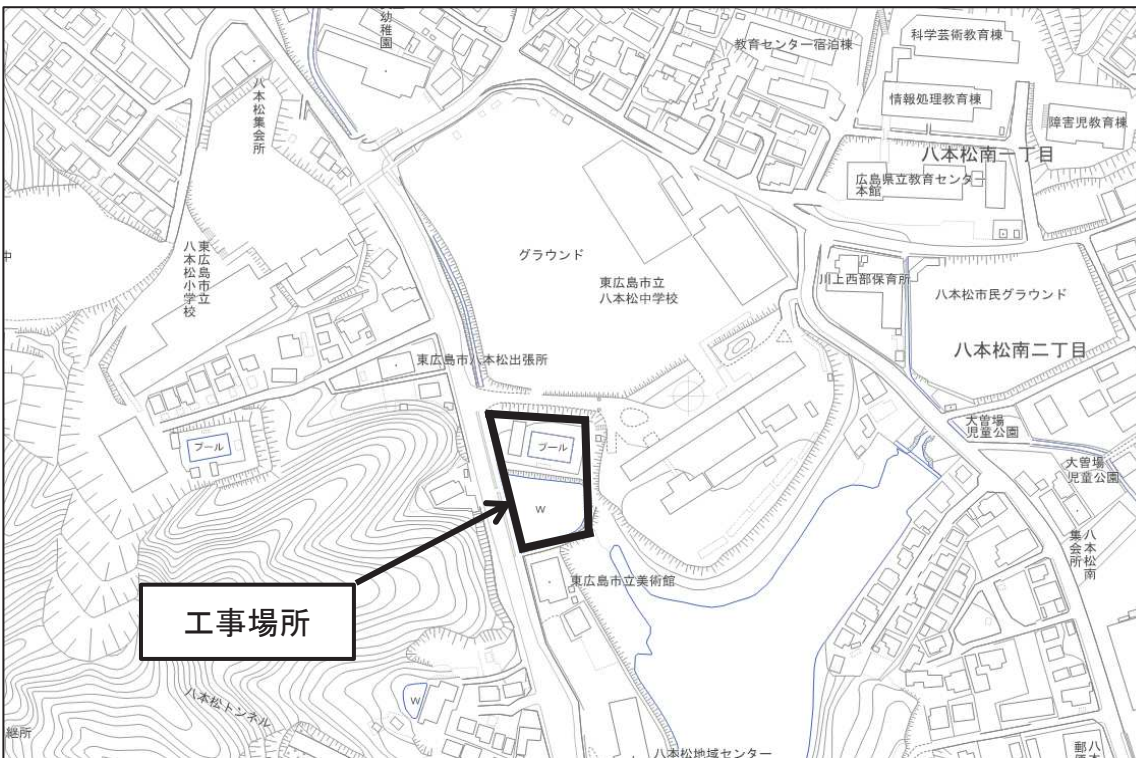 幼稚園
教育センター宿泊棟
科学芸術教育棟
情報処理教育棟
障害児教育棟
八本松集会所
八本松南一丁目
広島県立教育センター
本館
中
東広島市立
八本松小学校
グラウンド
東広島市立
八本松中学校
川上西部保育所
八本松市民グラウンド
八本松南二丁目
東広島市八本松出張所
プール
プール
大曽場
児童公園
大曽場
児童公園
W
八本松南
集会所
東広島市立美術館
工事場所
八本松トンネル
W
継所
八本松地域センター